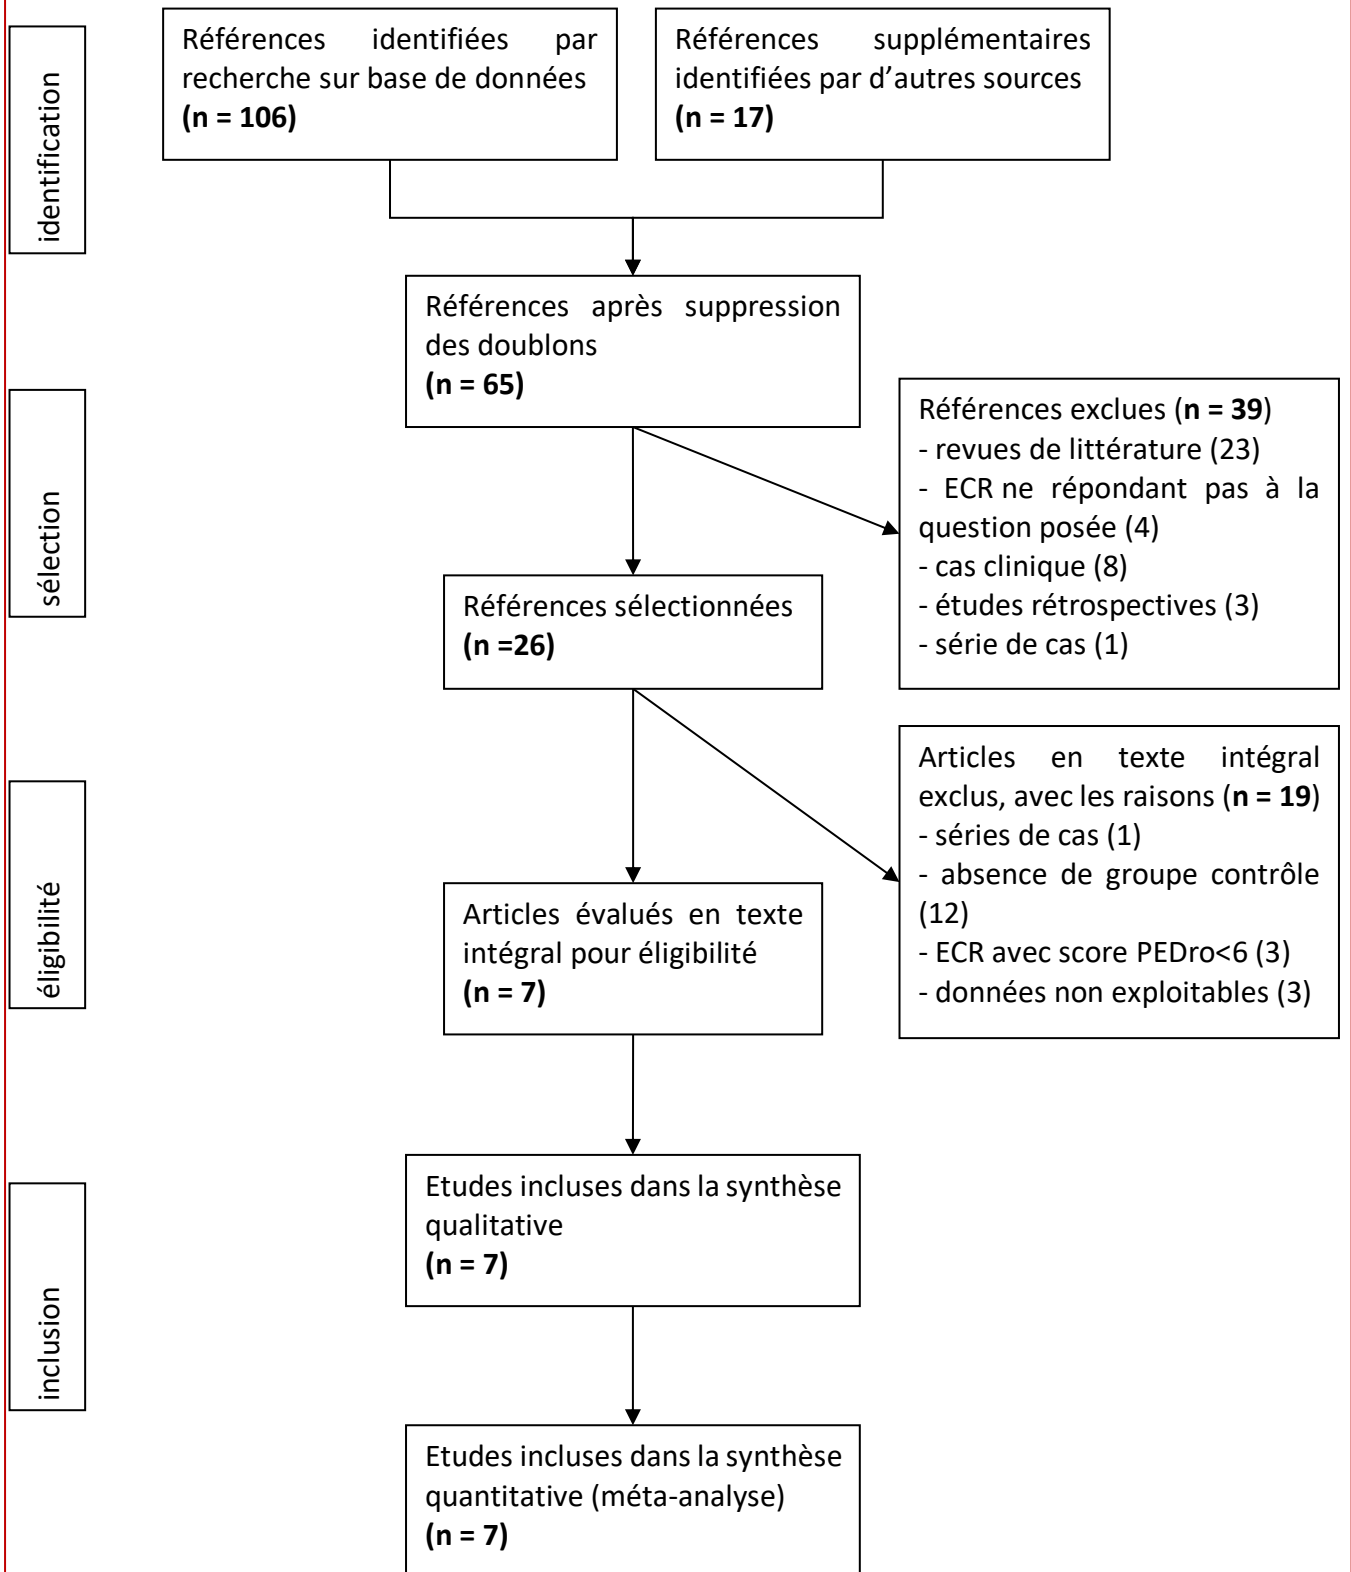 identification
Références identifiées par
recherche sur base de données
(n = 106)
Références supplémentaires
identifiées par d’autres sources
(n = 17)
Références après suppression
des doublons
(n = 65)
sélection
Références exclues (n = 39)
- revues de littérature (23)
- ECR ne répondant pas à la
question posée (4)
- cas clinique (8)
- études rétrospectives (3)
- série de cas (1)
Références sélectionnées
(n =26)
éligibilité
Articles en texte intégral
exclus, avec les raisons (n = 19)
- séries de cas (1)
- absence de groupe contrôle
(12)
- ECR avec score PEDro<6 (3)
- données non exploitables (3)
Articles évalués en texte
intégral pour éligibilité
(n = 7)
inclusion
Etudes incluses dans la synthèse
qualitative
(n = 7)
Etudes incluses dans la synthèse
quantitative (méta-analyse)
(n = 7)